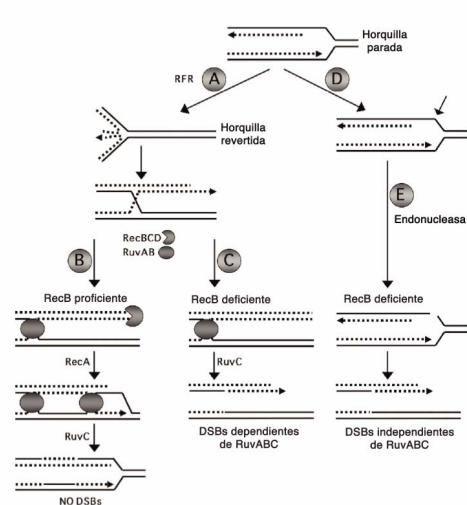 Horquilla
parada
RFR
A
D
Horquilla
revertida
E
Endonucleasa
RecBCD
RuvAB
B
C
RecB proficiente
RecB deficiente
RecB deficiente
RecA
RuvC
RuvC
DSBs dependientes
de RuvABC
DSBs independientes
de RuvABC
NO DSBs